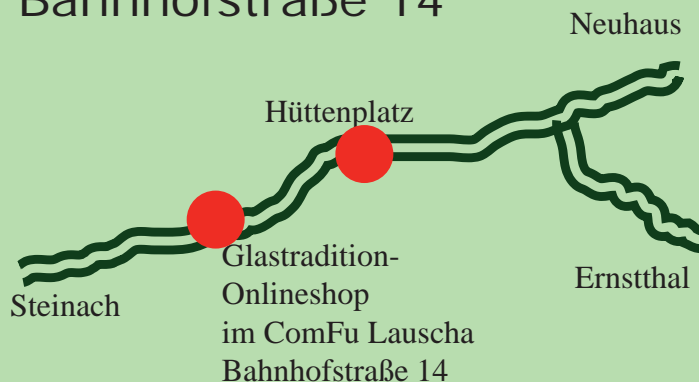 Bahnhofstraße 14
Neuhaus
Hüttenplatz
Glastradition-
Onlineshop
im ComFu Lauscha
Bahnhofstraße 14
Steinach
Ernstthal